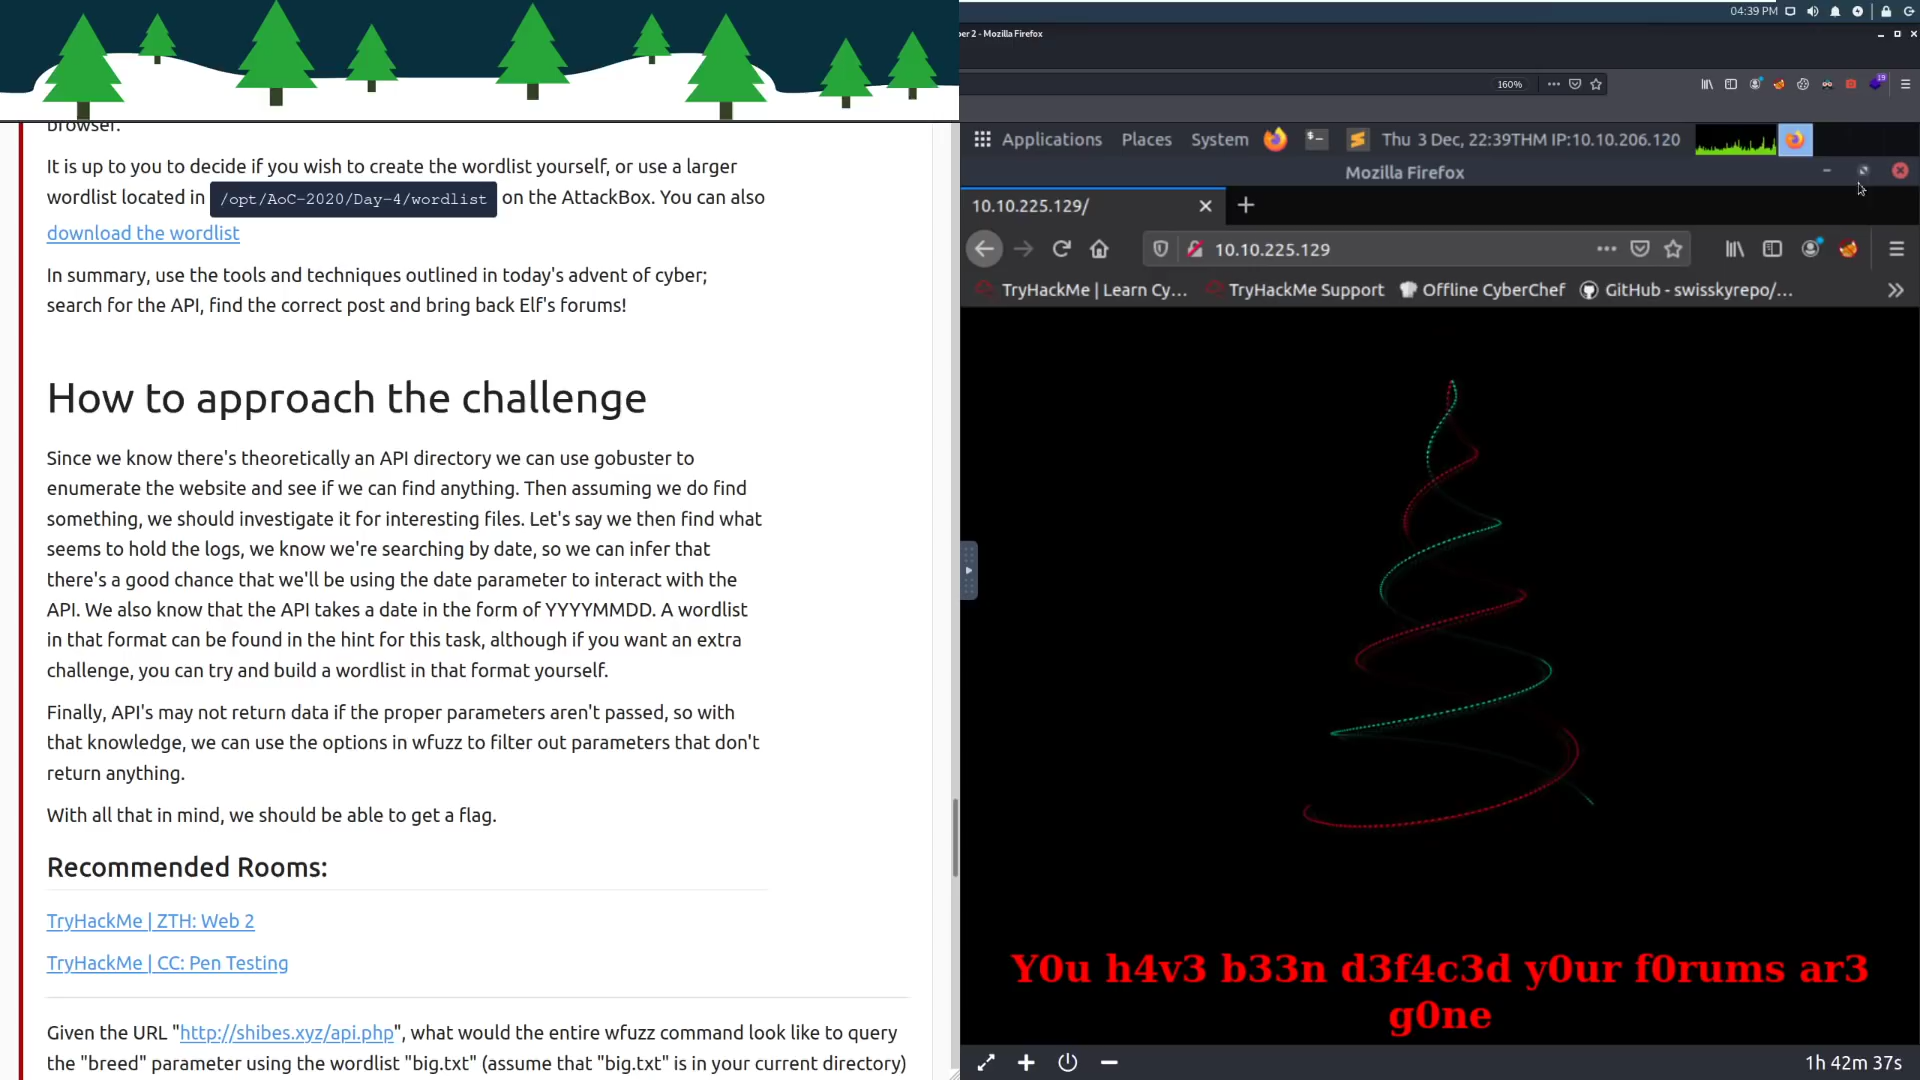 browser.
It is up to you to decide if you wish to create the wordlist yourself, or use a larger
wordlist located in /opt/AoC-2020/Day-4/wordlist on the AttackBox. You can also
download the wordlist
In summary, use the tools and techniques outlined in today's advent of cyber;
search for the API, find the correct post and bring back Elf's forums!
How to approach the challenge
Since we know there's theoretically an API directory we can use gobuster to
enumerate the website and see if we can find anything. Then assuming we do find
something, we should investigate it for interesting files. Let's say we then find what
seems to hold the logs, we know we're searching by date, so we can infer that
there's a good chance that we'll be using the date parameter to interact with the
API. We also know that the API takes a date in the form of YYYYMMDD. A wordlist
in that format can be found in the hint for this task, although if you want an extra
challenge, you can try and build a wordlist in that format yourself.
Finally, API's may not return data if the proper parameters aren't passed, so with
that knowledge, we can use the options in wfuzz to filter out parameters that don't
return anything.
With all that in mind, we should be able to get a flag.
Recommended Rooms:
TryHackMe | ZTH: Web 2
TryHackMe | CC: Pen Testing
Given the URL "http://shibes.xyz/api.php", what would the entire wfuzz command look like to query
the "breed" parameter using the wordlist "big.txt" (assume that "big.txt" is in your current directory)
04:39 PM
ber 2 - Mozilla Firefox
160%
19
Applications Places System Thu 3 Dec, 22:39 THM IP:10.10.206.120
Mozilla Firefox
10.10.225.129/
10.10.225.129
TryHackMe | Learn Cy... TryHackMe Support Offline CyberChef GitHub - swisskyrepo/...
Y0u h4v3 b33n d3f4c3d y0ur f0rums ar3
g0ne
1h 42m 37s